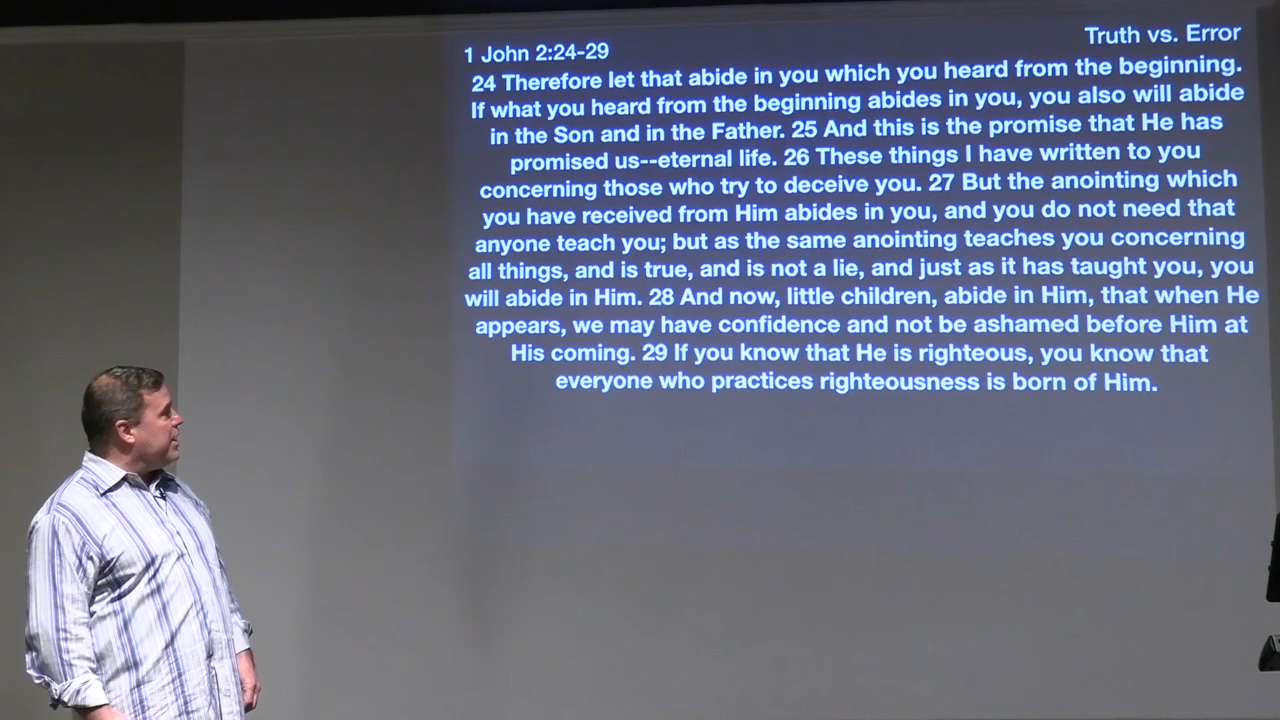 1 John 2:24-29
Truth vs. Error
24 Therefore let that abide in you which you heard from the beginning.
If what you heard from the beginning abides in you, you also will abide
in the Son and in the Father. 25 And this is the promise that He has
promised us--eternal life. 26 These things I have written to you
concerning those who try to deceive you. 27 But the anointing which
you have received from Him abides in you, and you do not need that
anyone teach you; but as the same anointing teaches you concerning
all things, and is true, and is not a lie, and just as it has taught you, you
will abide in Him. 28 And now, little children, abide in Him, that when He
appears, we may have confidence and not be ashamed before Him at
His coming. 29 If you know that He is righteous, you know that
everyone who practices righteousness is born of Him.